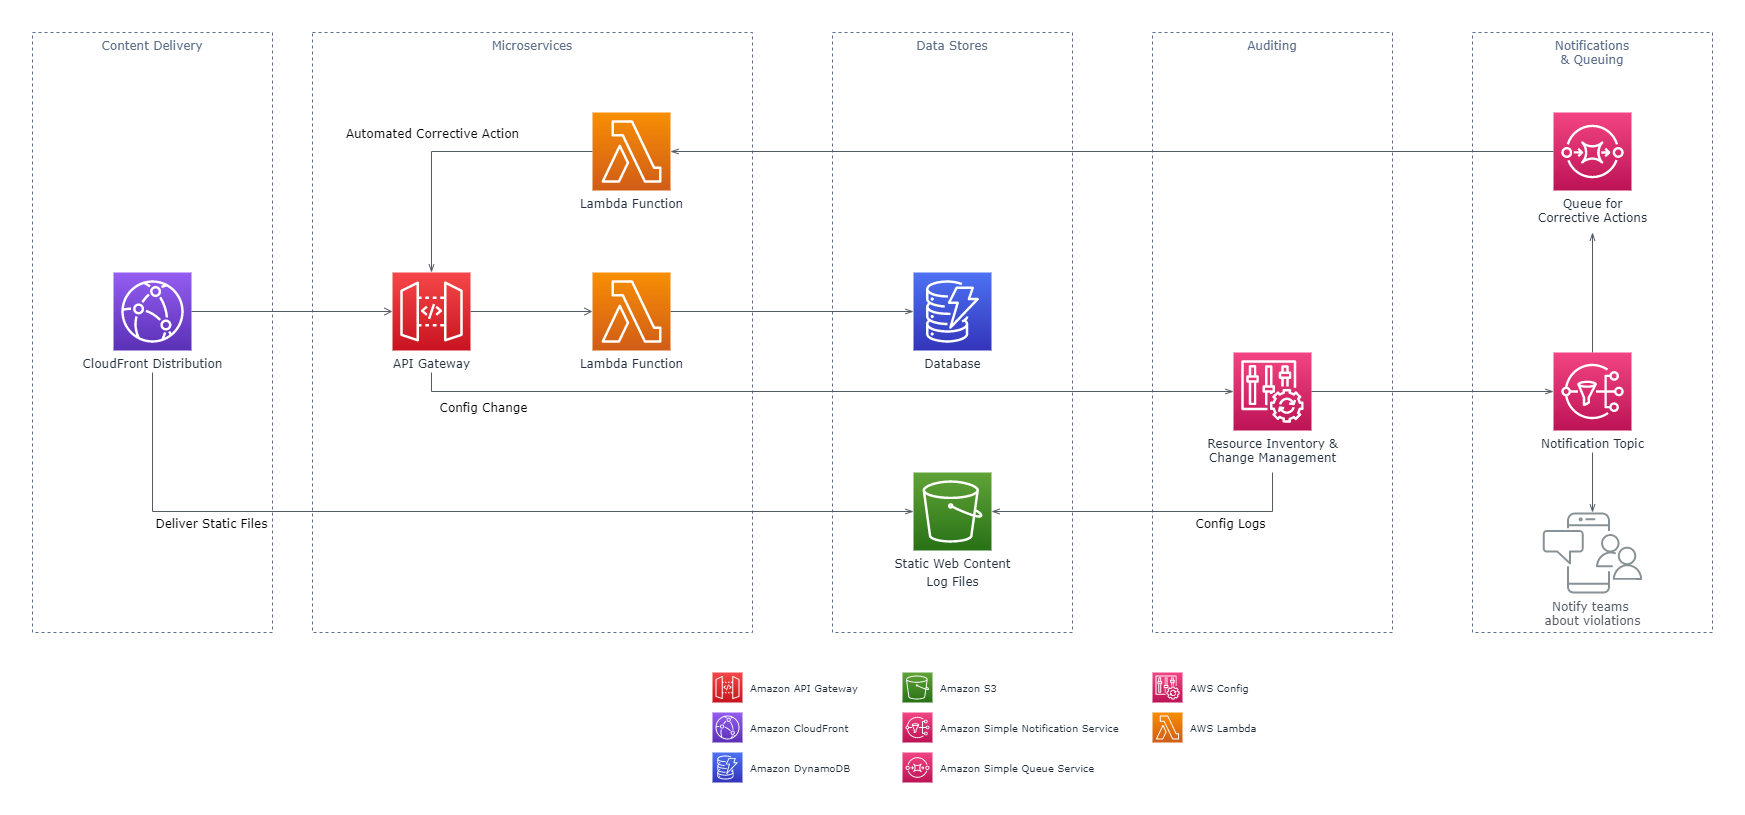 Content Delivery
Microservices
Data Stores
Auditing
Notifications
& Queuing
Automated Corrective Action
Lambda Function
Queue for
Corrective Actions
CloudFront Distribution
API Gateway
Lambda Function
Database
Config Change
Resource Inventory &
Change Management
Notification Topic
Deliver Static Files
Config Logs
Static Web Content
Log Files
Notify teams
about violations
Amazon API Gateway
Amazon S3
AWS Config
Amazon CloudFront
Amazon Simple Notification Service
AWS Lambda
Amazon DynamoDB
Amazon Simple Queue Service